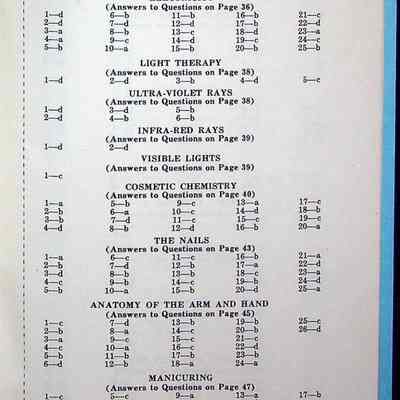 (Answers to Questions on Page 36)
1—d 6—b 11—b 16—b 21—c
2—d 7—d 12—d 17—b 22—d
3—a 8—b 13—c 18—d 23—a
4—a 9—c 14—d 19—c 24—c
5—b 10—a 15—b 20—b 25—b
LIGHT THERAPY
(Answers to Questions on Page 38)
1—d 2—d 3—b 4—d 5—c
ULTRA-VIOLET RAYS
(Answers to Questions on Page 38)
1—d 3—d 5—b
2—d 4—b 6—b
INFRA-RED RAYS
(Answers to Questions on Page 39)
1—d 2—d
VISIBLE LIGHTS
(Answers to Questions on Page 39)
1—c
COSMETIC CHEMISTRY
(Answers to Questions on Page 40)
1—a 5—b 9—c 13—a 17—c
2—b 6—a 10—c 14—d 18—b
3—b 7—d 11—c 15—c 19—b
4—d 8—b 12—d 16—b 20—a
THE NAILS
(Answers to Questions on Page 43)
1—a 6—c 11—c 16—b 21—a
2—b 7—d 12—b 17—a 22—d
3—b 8—b 13—b 18—c 23—a
4—c 9—c 14—b 19—b 24—d
5—b 10—a 15—b 20—d 25—a
ANATOMY OF THE ARM AND HAND
(Answers to Questions on Page 45)
1—c 7—d 13—b 19—b 25—c
2—b 8—a 14—c 20—b 26—d
3—a 9—c 15—c 21—c
4—c 10—a 16—c 22—b
5—b 11—b 17—b 23—b
6—d 12—b 18—a 24—c
MANICURING
(Answers to Questions on Page 47)
1—c 5—c 9—a 13—a 17—b